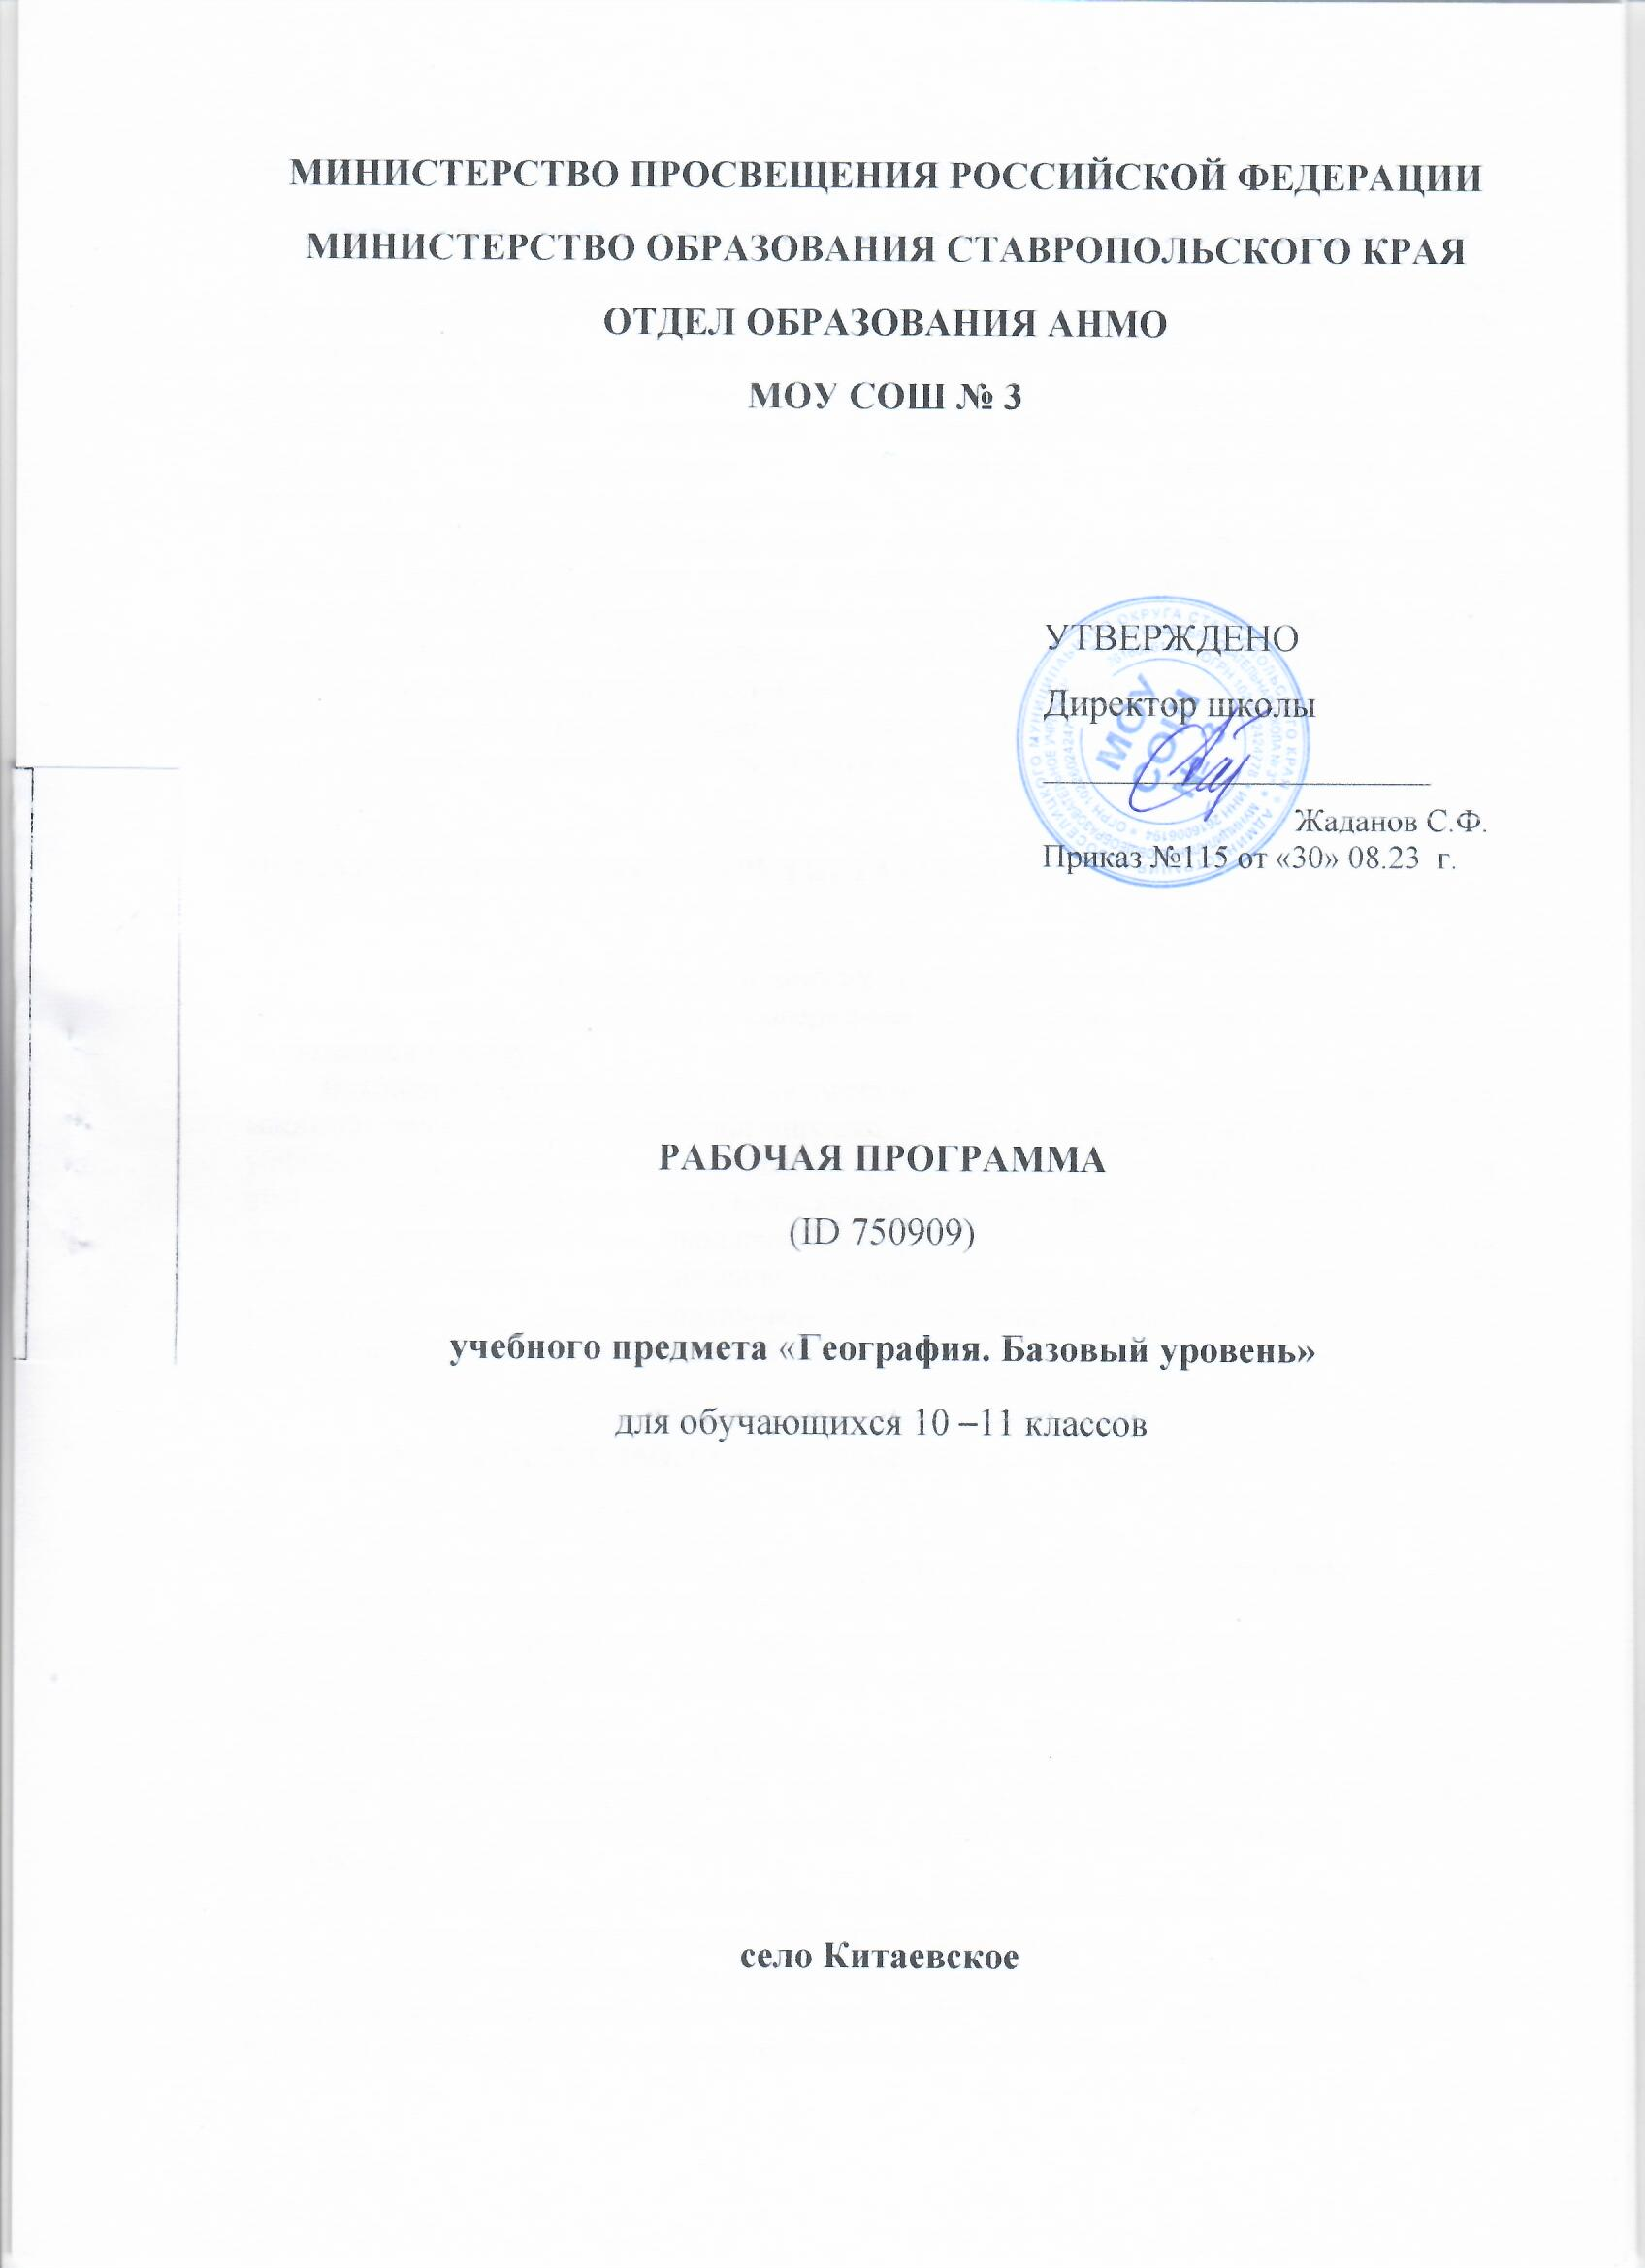 МИНИСТЕРСТВО ПРОСВЕЩЕНИЯ РОССИЙСКОЙ ФЕДЕРАЦИИ
МИНИСТЕРСТВО ОБРАЗОВАНИЯ СТАВРОПОЛЬСКОГО КРАЯ
ОТДЕЛ ОБРАЗОВАНИЯ АНМО
МОУ СОШ № 3
УТВЕРЖДЕНО
Директор школы
МОУ
СОШ
Жаданов С.Ф.
Приказ №115 от «30» 08.23 г.
РАБОЧАЯ ПРОГРАММА
(ID 750909)
учебного предмета «География. Базовый уровень»
для обучающихся 10 –11 классов
село Китаевское